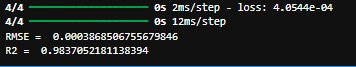 4/4 ━━━━━━━━━━━━━━━━━━━━ 0s 2ms/step - loss: 4.0544e-04
4/4 ━━━━━━━━━━━━━━━━━━━━ 0s 12ms/step
RMSE =  0.0003868506755679846
R2 =  0.9837052181138394